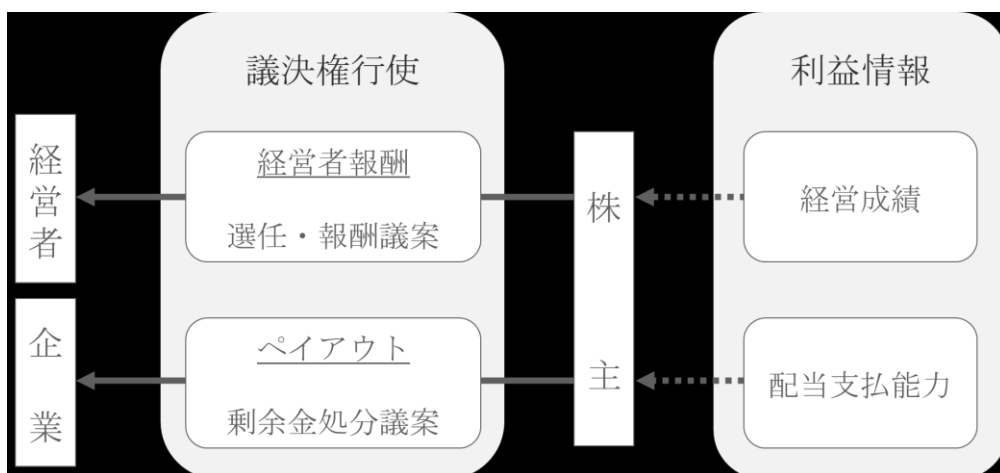 議決権行使
利益情報
経営者
経営者報酬
選任・報酬議案
株主
経営成績
企業
ペイアウト
剰余金処分議案
配当支払能力